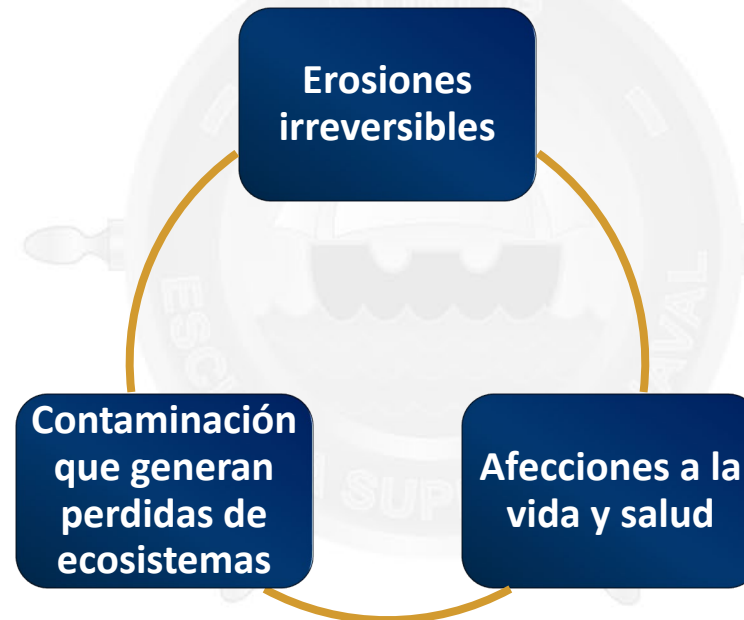 Erosiones
irreversibles
Contaminación
que generan
perdidas de
ecosistemas
Afecciones a la
vida y salud